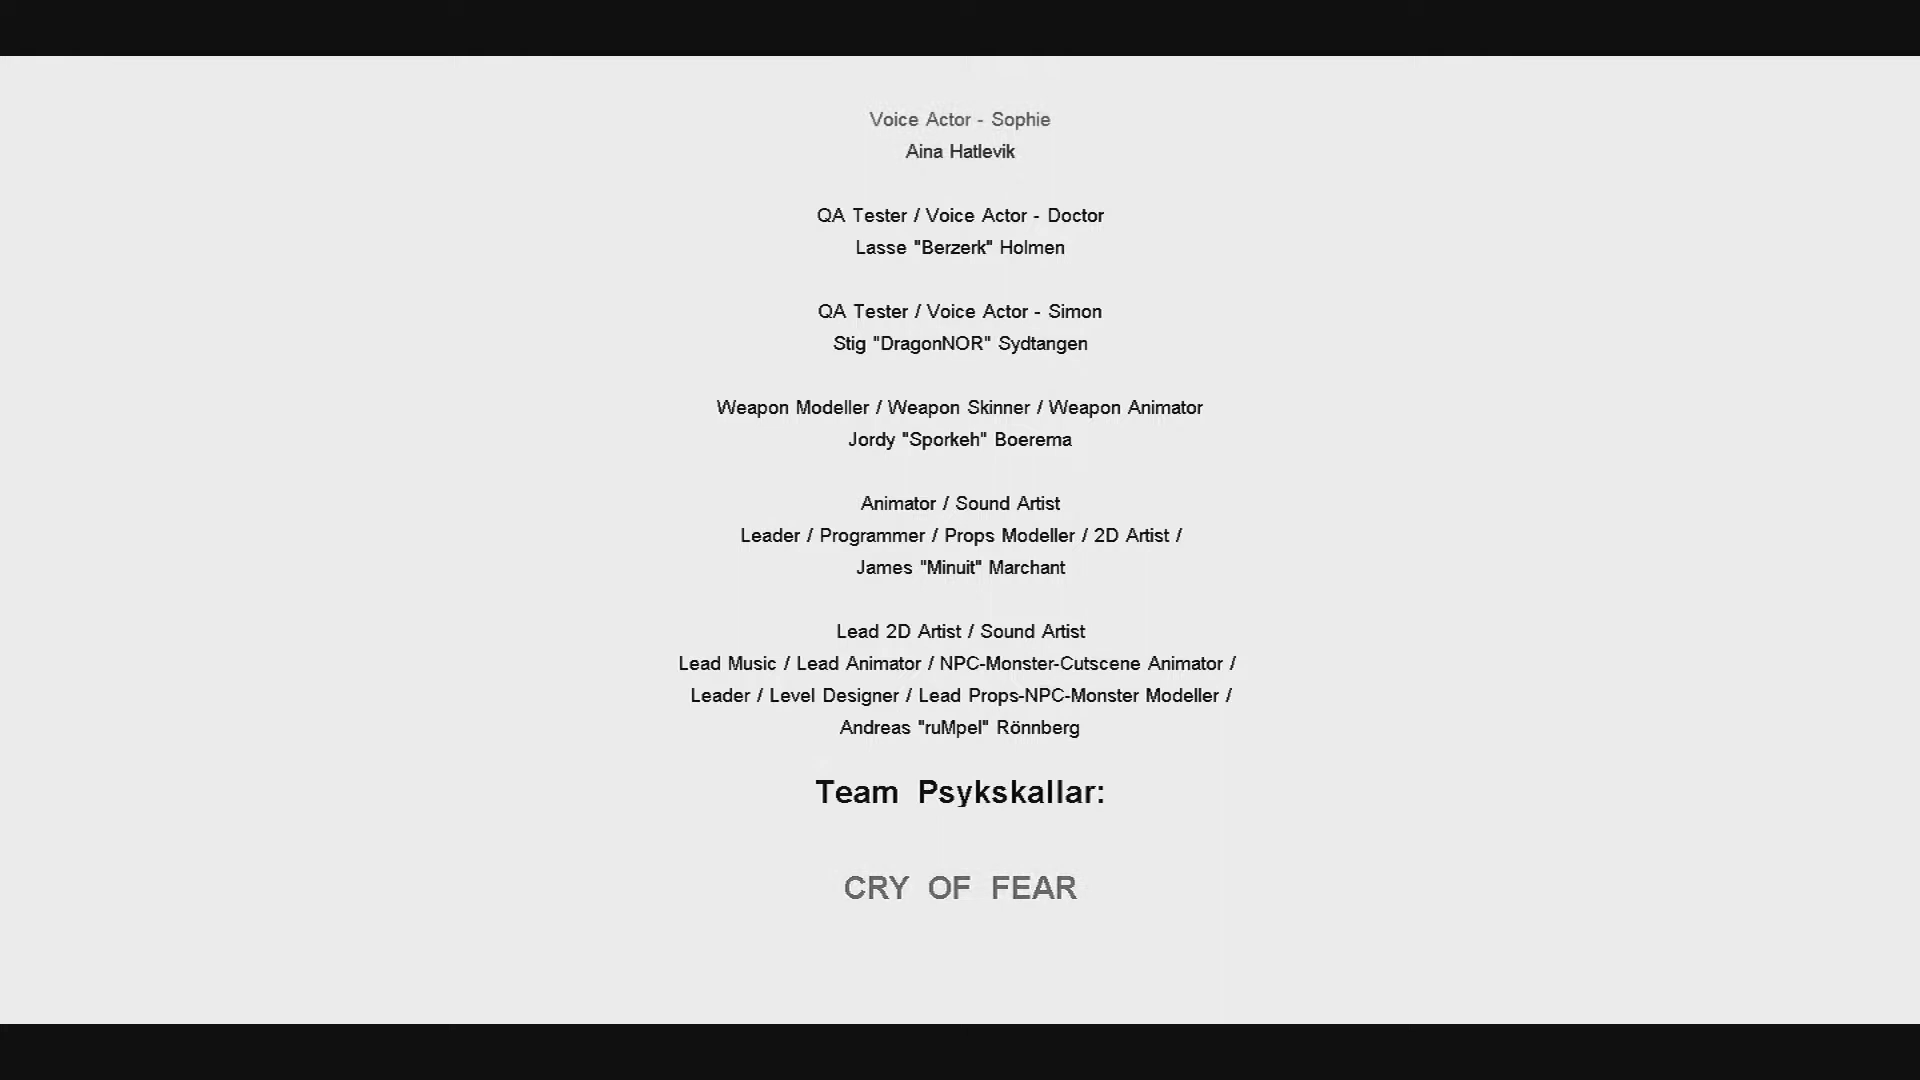 Voice Actor - Sophie
Aina Hatlevik
QA Tester / Voice Actor - Doctor
Lasse "Berzerk" Holmen
QA Tester / Voice Actor - Simon
Stig "DragonNOR" Sydtangen
Weapon Modeller / Weapon Skinner / Weapon Animator
Jordy "Sporkeh" Boerema
Animator / Sound Artist
Leader / Programmer / Props Modeller / 2D Artist /
James "Minuit" Marchant
Lead 2D Artist / Sound Artist
Lead Music / Lead Animator / NPC-Monster-Cutscene Animator /
Leader / Level Designer / Lead Props-NPC-Monster Modeller /
Andreas "ruMpel" Rönnberg
Team Psykskallar:
CRY OF FEAR